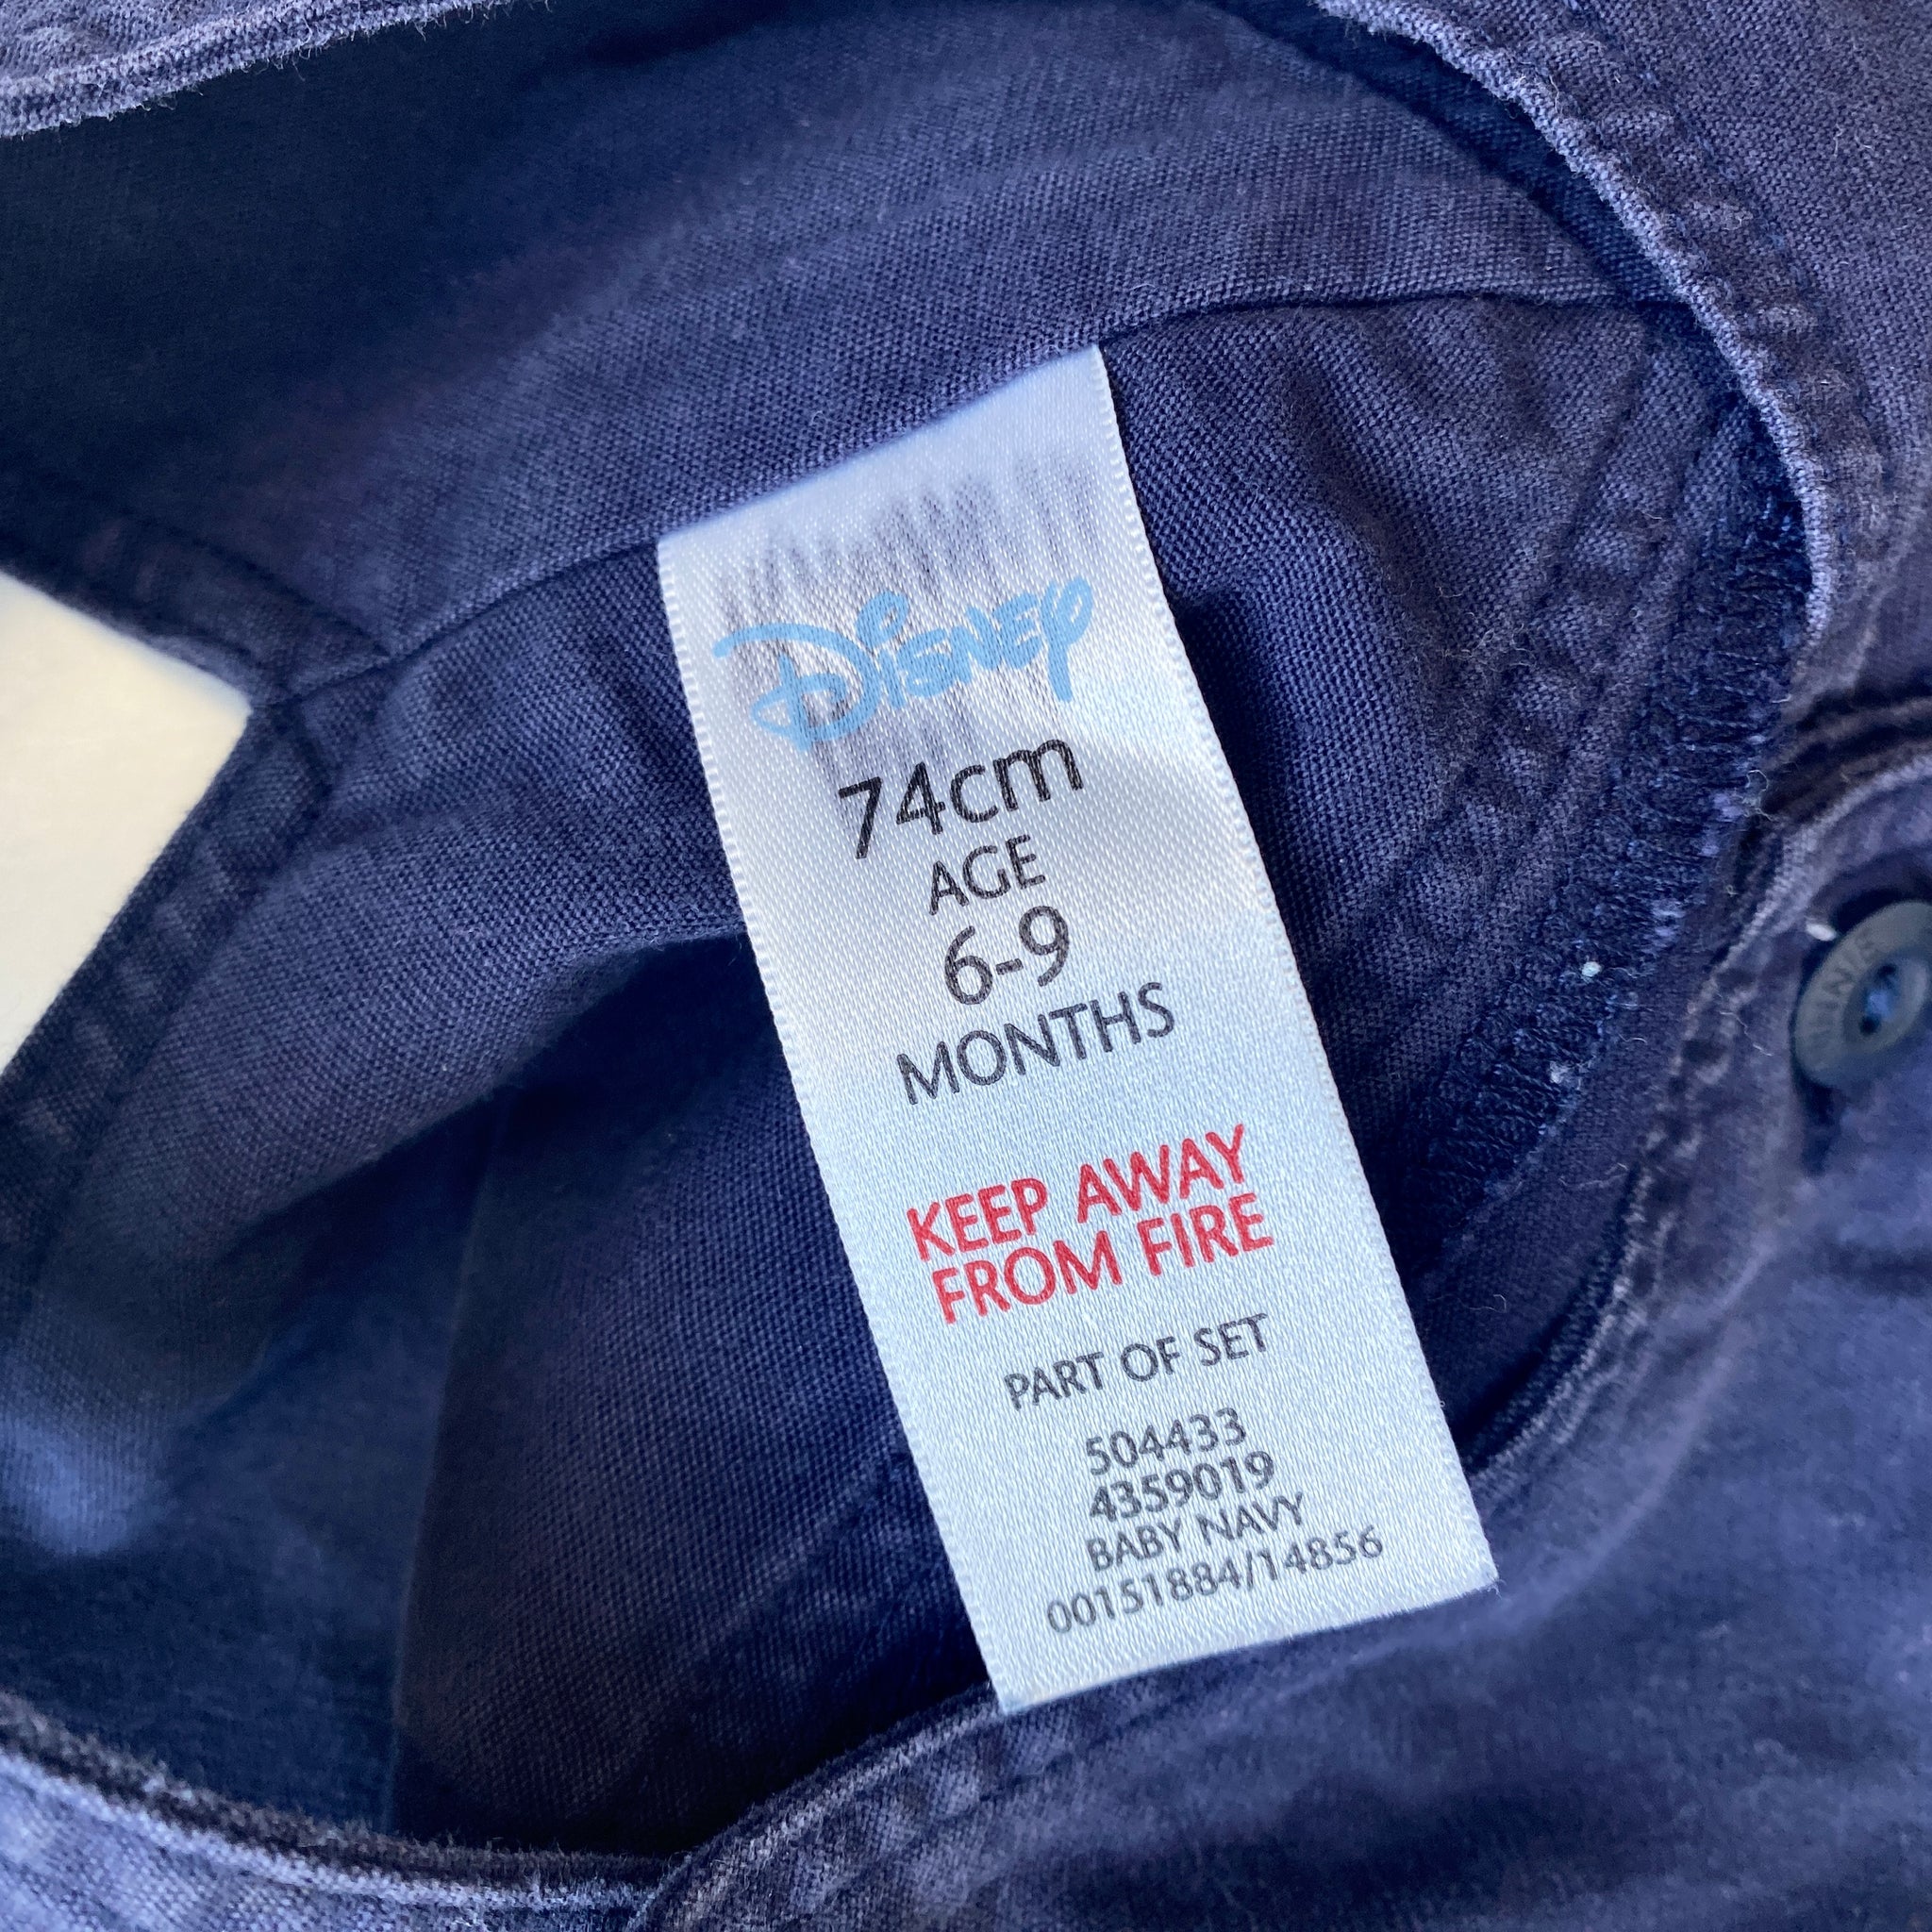 Disney
74cm
AGE
6-9
MONTHS
KEEP AWAY
FROM FIRE
PART OF SET
504433
4359019
BABY NAVY
00151884/14856